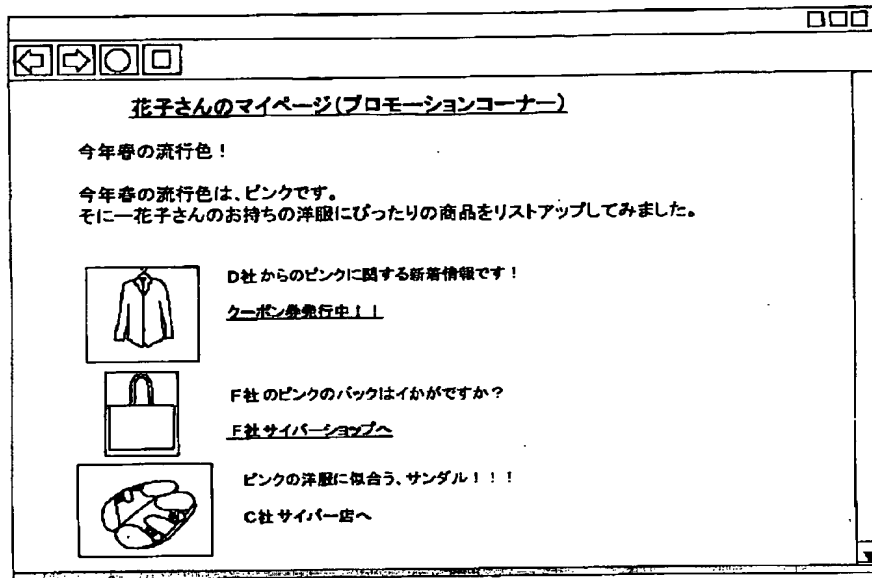 花子さんのマイページ(プロモーションコーナー)
今年春の流行色!
今年春の流行色は、ピンクです。
そに一花子さんのお持ちの洋服にぴったりの商品をリストアップしてみました。
D社からのピンクに関する新着情報です!
クーポン券発行中!!
F社のピンクのバックはイかがですか?
F社サイバーショップへ
ピンクの洋服に似合う、サンダル!!!
C社サイバー店へ